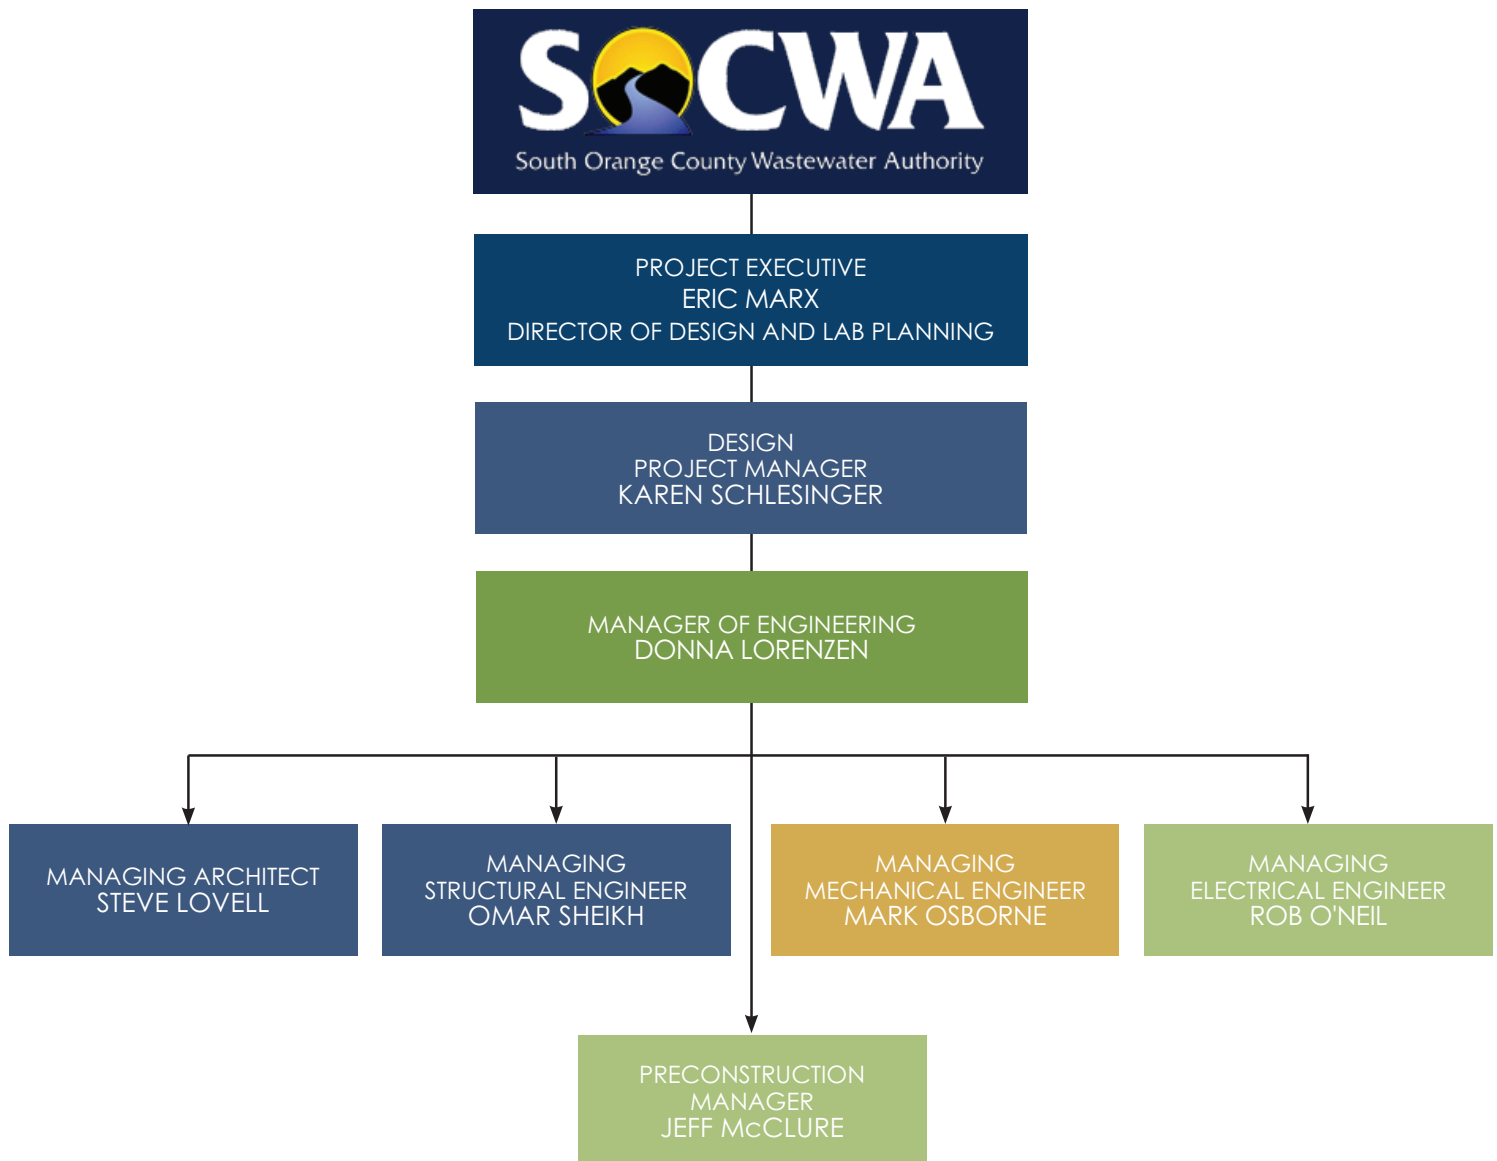 SOCWA
South Orange County Wastewater Authority
PROJECT EXECUTIVE
ERIC MARX
DIRECTOR OF DESIGN AND LAB PLANNING
DESIGN
PROJECT MANAGER
KAREN SCHLESINGER
MANAGER OF ENGINEERING
DONNA LORENZEN
MANAGING ARCHITECT
STEVE LOVELL
MANAGING
STRUCTURAL ENGINEER
OMAR SHEIKH
MANAGING
MECHANICAL ENGINEER
MARK OSBORNE
MANAGING
ELECTRICAL ENGINEER
ROB O'NEIL
PRECONSTRUCTION
MANAGER
JEFF McCLURE